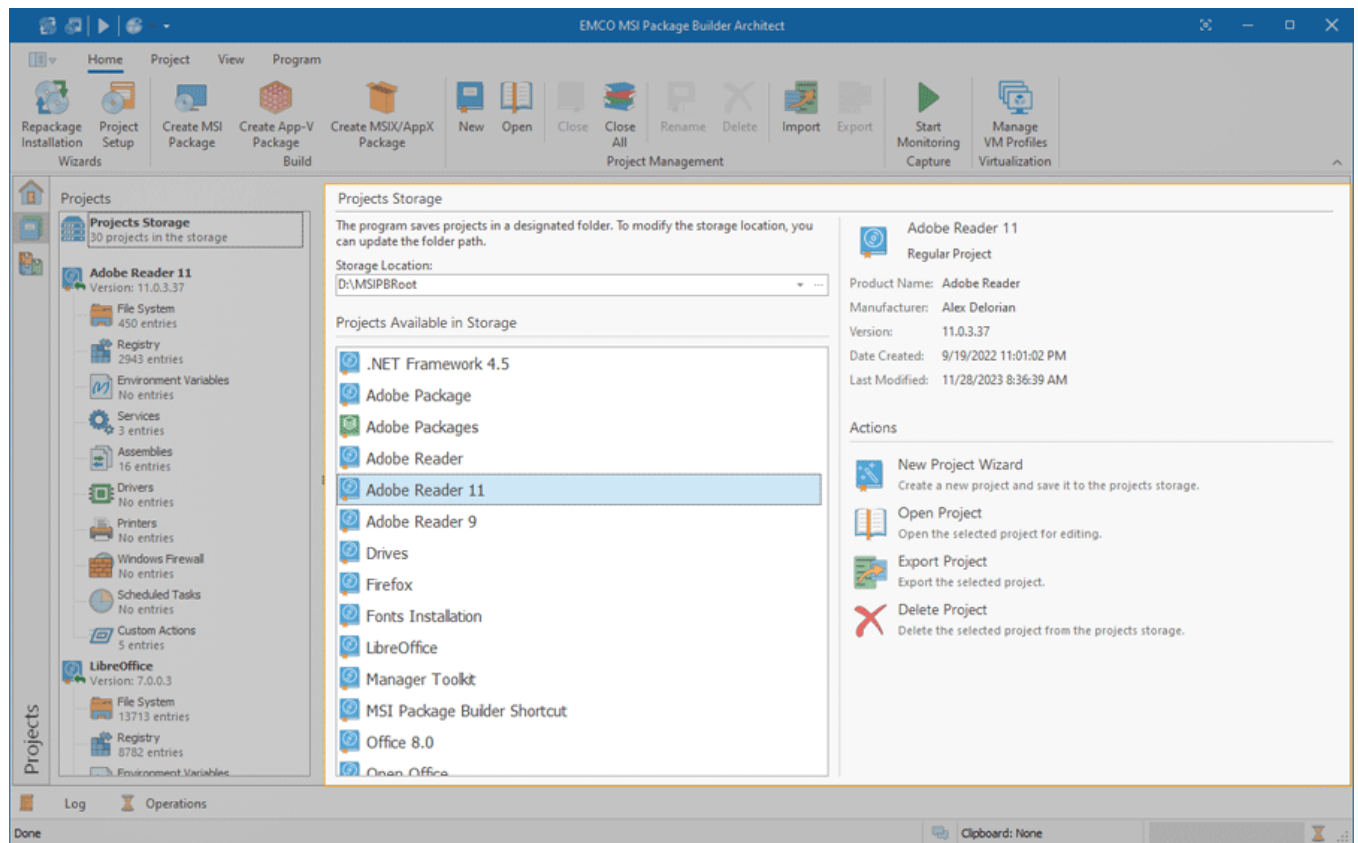 EMCO MSI Package Builder Architect
Home Project View Program
Repackage Installation
Project Setup
Create MSI Package
Create App-V Package
Create MSIX/AppX Package
New
Open
Close
Close All
Rename
Delete
Import
Export
Start Monitoring
Manage VM Profiles
Wizards
Build
Project Management
Capture
Virtualization
Projects
Projects
Projects Storage
30 projects in the storage
Adobe Reader 11
Version: 11.0.3.37
File System
450 entries
Registry
2943 entries
Environment Variables
No entries
Services
3 entries
Assemblies
16 entries
Drivers
No entries
Printers
No entries
Windows Firewall
No entries
Scheduled Tasks
No entries
Custom Actions
5 entries
LibreOffice
Version: 7.0.0.3
File System
13713 entries
Registry
8782 entries
Environment Variables
Projects Storage
The program saves projects in a designated folder. To modify the storage location, you
can update the folder path.
Storage Location:
D:\MSIPBRoot
Projects Available in Storage
.NET Framework 4.5
Adobe Package
Adobe Packages
Adobe Reader
Adobe Reader 11
Adobe Reader 9
Drives
Firefox
Fonts Installation
LibreOffice
Manager Toolkit
MSI Package Builder Shortcut
Office 8.0
Open Office
Adobe Reader 11
Regular Project
Product Name: Adobe Reader
Manufacturer: Alex Delorian
Version: 11.0.3.37
Date Created: 9/19/2022 11:01:02 PM
Last Modified: 11/28/2023 8:36:39 AM
Actions
New Project Wizard
Create a new project and save it to the projects storage.
Open Project
Open the selected project for editing.
Export Project
Export the selected project.
Delete Project
Delete the selected project from the projects storage.
Log Operations
Done
Clipboard: None